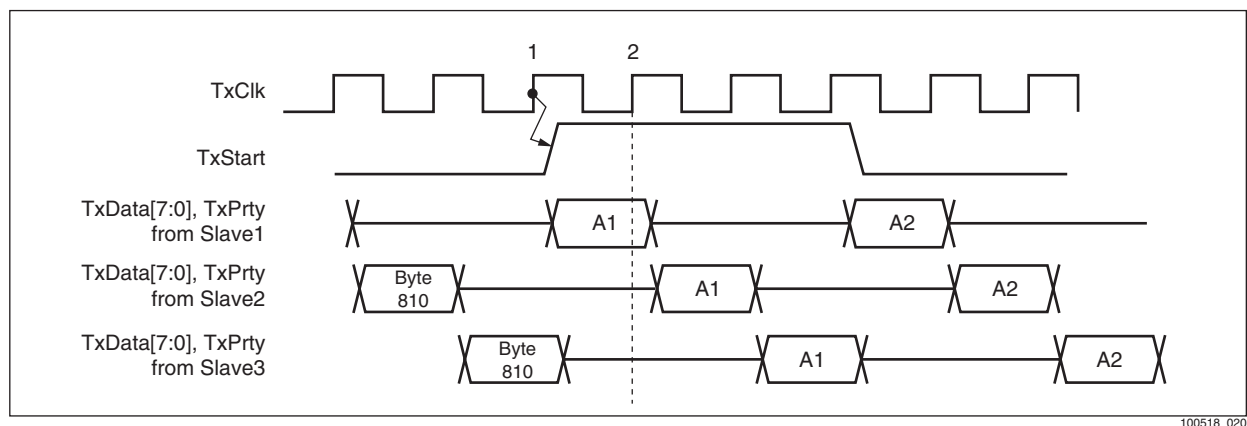 1 2
TxClk
TxStart
TxData[7:0], TxPrty
from Slave1
A1 A2
TxData[7:0], TxPrty
from Slave2
Byte
810
A1 A2
TxData[7:0], TxPrty
from Slave3
Byte
810
A1 A2
100518_020